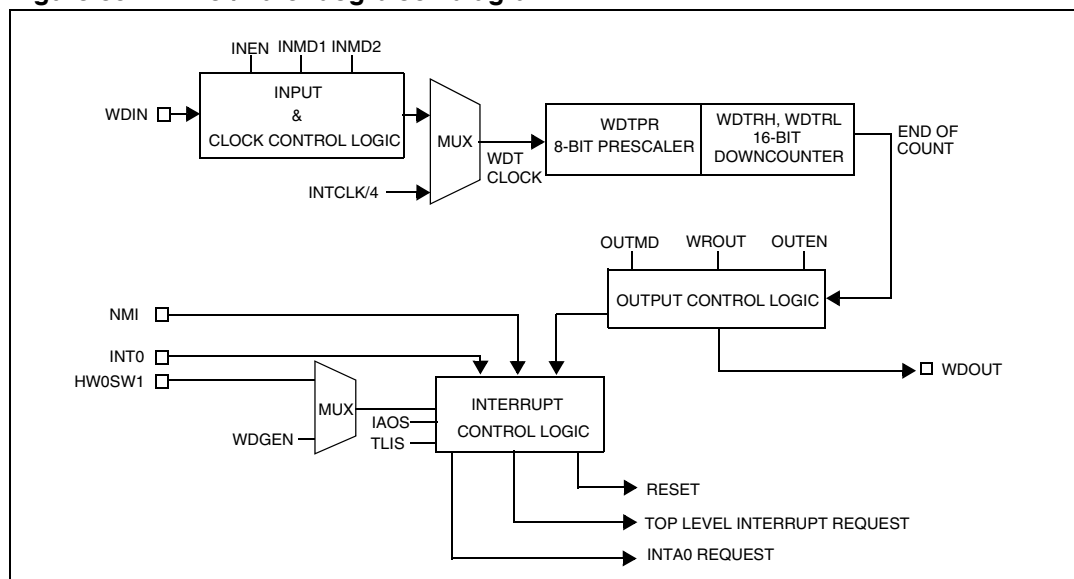 INEN INMD1 INMD2
INPUT
&
CLOCK CONTROL LOGIC
WDIN
MUX
WDT
CLOCK
INTCLK/4
WDTPR
8-BIT PRESCALER
WDTRH, WDTRL
16-BIT
DOWNCOUNTER
END OF
COUNT
OUTMD WROUT OUTEN
OUTPUT CONTROL LOGIC
NMI
INT0
HW0SW1
MUX
WDGEN
IAOS
TLIS
INTERRUPT
CONTROL LOGIC
WDOUT
RESET
TOP LEVEL INTERRUPT REQUEST
INTA0 REQUEST